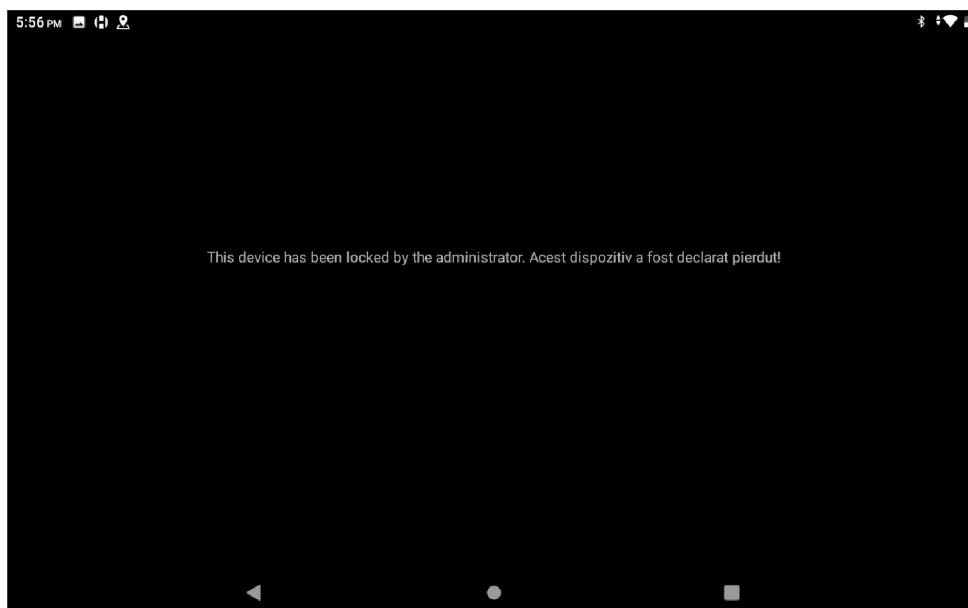 5:56 PM
This device has been locked by the administrator. Acest dispozitiv a fost declarat pierdut!